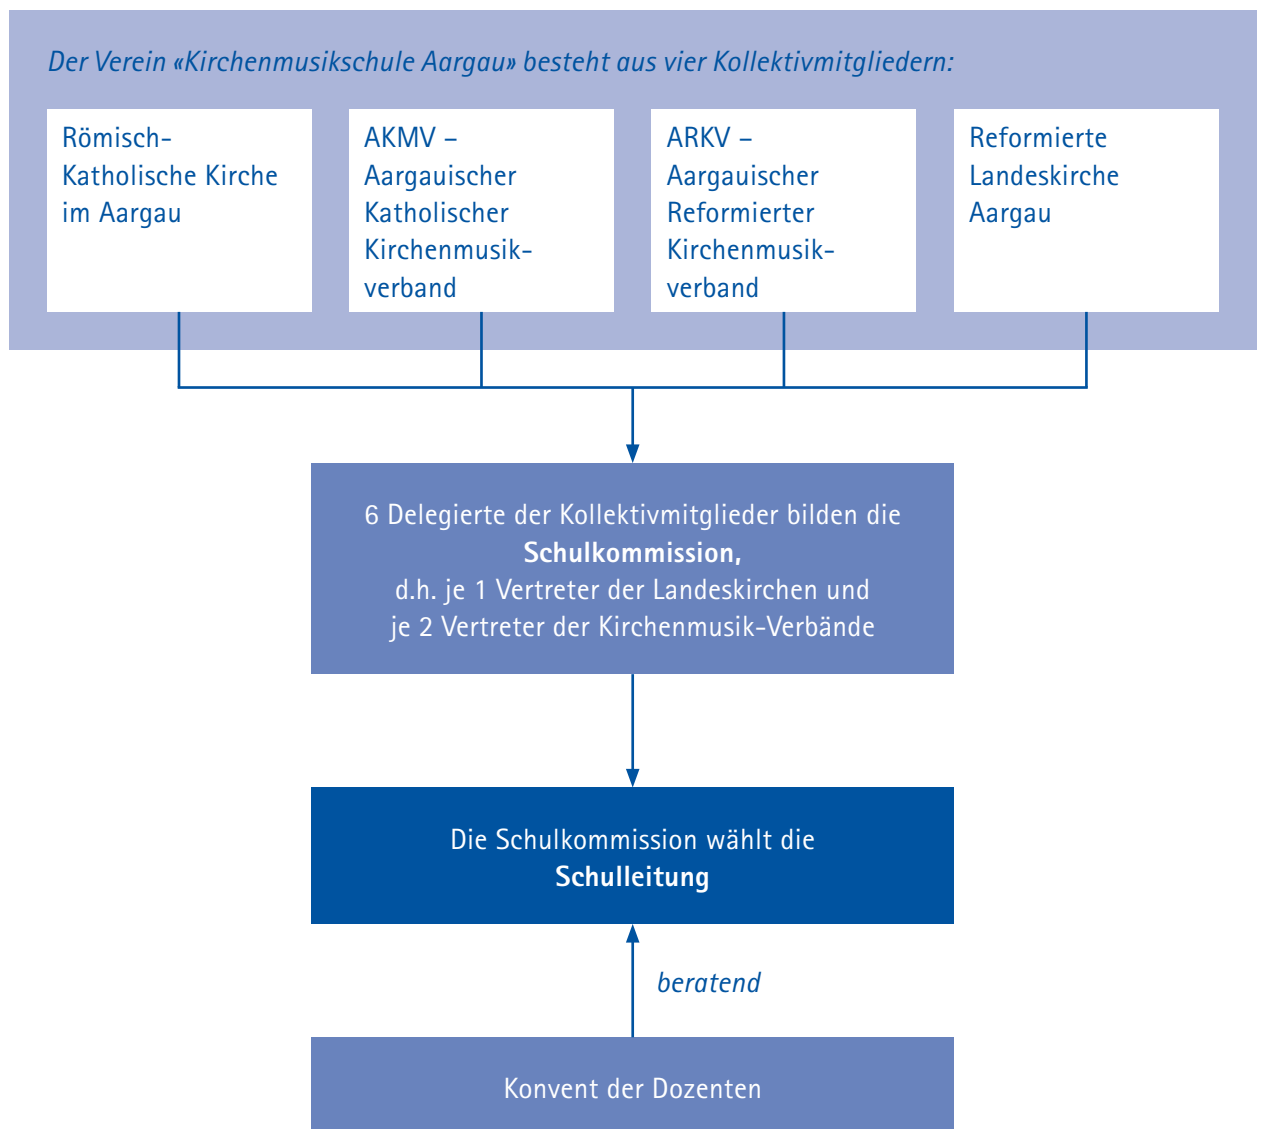 Der Verein «Kirchenmusikschule Aargau» besteht aus vier Kollektivmitgliedern:
Römisch-
Katholische Kirche
im Aargau
AKMV –
Aargauischer
Katholischer
Kirchenmusik-
verband
ARKV –
Aargauischer
Reformierter
Kirchenmusik-
verband
Reformierte
Landeskirche
Aargau
6 Delegierte der Kollektivmitglieder bilden die
Schulkommission,
d.h. je 1 Vertreter der Landeskirchen und
je 2 Vertreter der Kirchenmusik-Verbände
Die Schulkommission wählt die
Schulleitung
beratend
Konvent der Dozenten